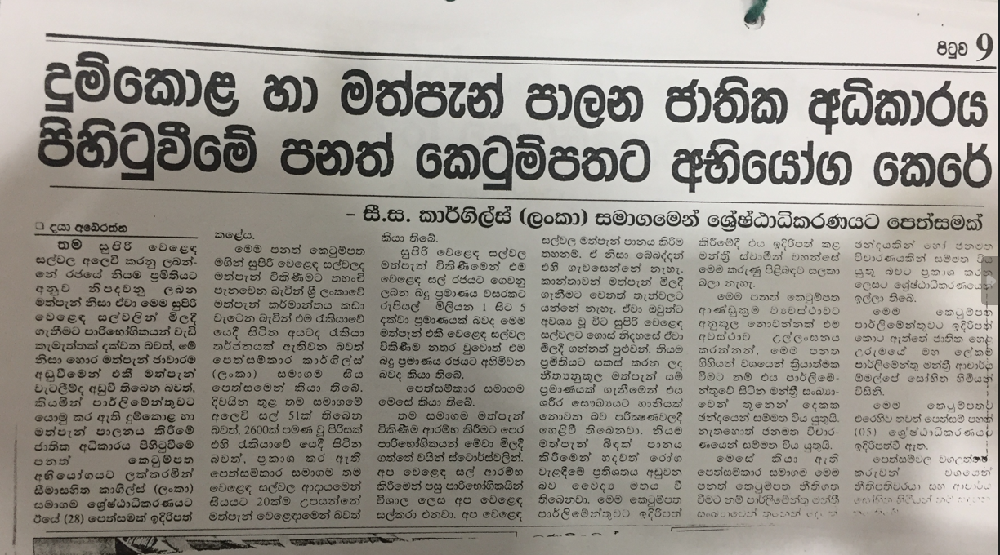 පිටුව 9
දුම්කොළ හා මත්පැන් පාලන ජාතික අධිකාරය
පිහිටුවීමේ පනත් කෙටුම්පතට අභියෝග කෙරේ
– සී.ස. කාර්ගිල්ස් (ලංකා) සමාගමෙන් ශ්‍රේෂ්ඨාධිකරණයට පෙත්සමක්
□ දයා අබේරත්න
තම සුපිරි වෙළෙඳ
සල්වල අලෙවි කරනු ලබන්-
නේ රජයේ නියම ප්‍රමිතියට
අනුව නිපදවනු ලබන
මත්පැන් නිසා ඒවා මෙම සුපිරි
වෙළෙඳ සල්වලින් මිලදී
ගැනීමට පාරිභෝගිකයන් වැඩි
කැමැත්තක් දක්වන බවත්, මේ
නිසා හොර මත්පැන් ජාවාරම
අඩුවීමෙන් එකී මත්පැන්
වැටලීම්ද අඩුවී තිබෙන බවත්,
කියමින් පාර්ලිමේන්තුවට
යොමු කර ඇති දුම්කොළ හා
මත්පැන් පාලනය කිරීමේ
ජාතික අධිකාරය පිහිටුවීමේ
පනත් කෙටුම්පත
අභියෝගයට ලක්කරමින්
සීමාසහිත කාගිල්ස් (ලංකා)
සමාගම ශ්‍රේෂ්ඨාධිකරණයට
ඊයේ (28) පෙත්සමක් ඉදිරිපත්
කළේය.
මෙම පනත් කෙටුම්පත
මගින් සුපිරි වෙළෙඳ සල්වලද
මත්පැන් විකිණීමට තහංචි
පැනවෙන බැවින් ශ්‍රී ලංකාවේ
මත්පැන් කර්මාන්තය කඩා
වැටෙන බැවින් එම රැකියාවේ
යෙදී සිටින අයටද රැකියා
තර්ජනයක් ඇතිවන බවත්
පෙත්සම්කාර කාර්ගිල්ස්
(ලංකා) සමාගම සිය
පෙත්සමෙන් කියා තිබේ.
දිවයින තුළ තම සමාගමේ
අලෙවි සල් 51ක් තිබෙන
බවත්, 2600ක් පමණ වූ පිරිසක්
එහි රැකියාවේ යෙදී සිටින
බවත්, ප්‍රකාශ කර ඇති
පෙත්සම්කාර සමාගම තම
වෙළෙඳ සල්වල ආදායමෙන්
සියයට 20ක්ම උපයන්නේ
මත්පැන් වෙළෙඳාමෙන් බවත්
කියා තිබේ.
සුපිරි වෙළෙඳ සල්වල
මත්පැන් විකිණීමෙන් එම
වෙළෙඳ සල් රජයට ගෙවනු
ලබන බදු ප්‍රමාණය වසරකට
රුපියල් මිලියන 1 සිට 5
දක්වා ප්‍රමාණයක් බවද මෙම
මත්පැන් එකී වෙළෙඳ සල්වල
විකිණීම නතර වුවොත් එම
බදු ප්‍රමාණය රජයට අහිමිවන
බවද කියා තිබේ.
පෙත්සම්කාර සමාගම
මෙසේ කියා තිබේ.
තම සමාගම මත්පැන්
විකිණීම ආරම්භ කිරීමට පෙර
පාරිභෝගිකයන් මේවා මිලදී
ගත්තේ වයින් ස්ටෝර්ස්වලින්.
අප වෙළෙඳ සල් ආරම්භ
කිරීමෙන් පසු පාරිභෝගිකයින්
විශාල ලෙස අප වෙළෙඳ
සල්කරා එනවා. අප වෙළෙඳ
සල්වල මත්පැන් පානය කිරීම
තහනම්. ඒ නිසා බේබද්දන්
එහි ගැවසෙන්නේ නැහැ.
කාන්තාවන් මත්පැන් මිලදී
ගැනීමට වෙනත් තැන්වලට
යන්නේ නැහැ. ඒවා ඔවුන්ට
අවශ්‍ය වූ විට සුපිරි වෙළෙඳ
සල්වලට ගොස් නිදහසේ ඒවා
මිලදී ගන්නට පුළුවන්. නියම
ප්‍රමිතියට සකස් කරන ලද
නීත්‍යනුකූල මත්පැන් යම්
ප්‍රමාණයක් ගැනීමෙන් එය
ශරීර සෞඛ්‍යයට හානියක්
නොවන බව පරීක්‍ෂණවලදී
හෙළිවී තිබෙනවා. නියම
මත්පැන් බිඳක් පානය
කිරීමෙන් හදවත් රෝග
වැළඳීමේ ප්‍රතිශතය අඩුවන
බව වෛද්‍ය මතය වී
තිබෙනවා. මෙම කෙටුම්පත
පාර්ලිමේන්තුවට ඉදිරිපත්
කිරීමේදී එය ඉදිරිපත් කළ
මන්ත්‍රී ස්වාමීන් වහන්සේ
මෙම කරුණු පිළිබඳව සලකා
බලා නැහැ.
මෙම පනත් කෙටුම්පත
ආණ්ඩුක්‍රම ව්‍යවස්ථාවට
අනුකූල නොවන්නක් එම
අවස්ථාව උල්ලංඝනය
කරන්නක්, මෙම පනත
ගිහියන් වශයෙන් ක්‍රියාත්මක
වීමට නම් එය පාර්ලිමේ-
න්තුවේ සිටින මන්ත්‍රී සංඛ්‍යා-
වෙන් තුනෙන් දෙකක
ඡන්දයෙන් සම්මත විය යුතුයි.
නැතහොත් ජනමත විචාර-
ණයෙන් සම්මත විය යුතුයි.
මෙසේ කියා ඇති
පෙත්සම්කාර සමාගම මෙම
පනත් කෙටුම්පත නීතිගත
වීමට නම් පාර්ලිමේන්තු මන්ත්‍රී
ඡන්දයකින් හෝ ජනමත
විචාරණයකින් සම්මත විය
යුතු බවට ප්‍රකාශ කරන
ලෙසට ශ්‍රේෂ්ඨාධිකරණයෙන්
ඉල්ලා තිබේ.
මෙම කෙටුම්පත
පාර්ලිමේන්තුවට ඉදිරිපත්
කොට ඇත්තේ ජාතික හෙළ
උරුමයේ මහ ලේකම්
පාර්ලිමේන්තු මන්ත්‍රී ආචාර්ය
ඕමල්පේ සෝභිත හිමියන්
විසිනි.
මෙම කෙටුම්පතට
එරෙහිව තවත් පෙත්සම් පහක්
(05) ශ්‍රේෂ්ඨාධිකරණයට
ඉදිරිපත්වී ඇත.
පෙත්සම්වල වගඋත්තර-
කරුවන් වශයෙන්
නීතිපතිවරයා සහ ආචාර්ය